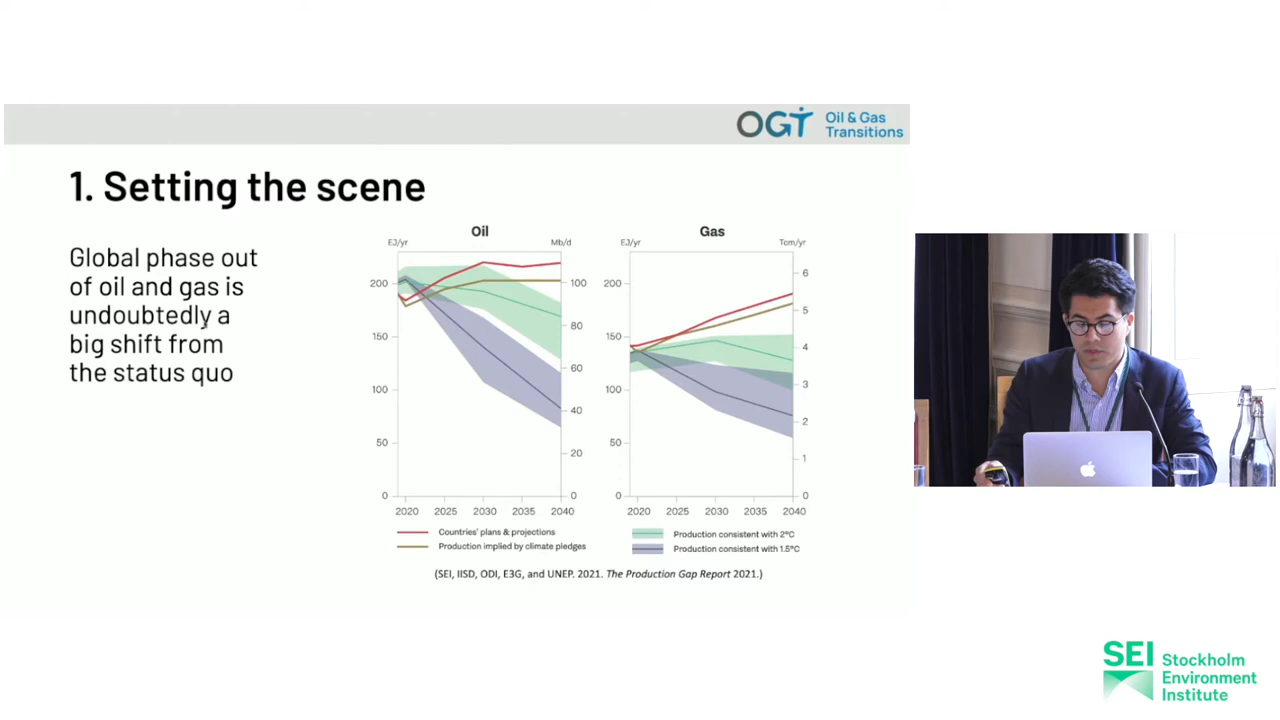 OGT Oil & Gas
Transitions
1. Setting the scene
Global phase out
of oil and gas is
undoubtedly a
big shift from
the status quo
Oil
EJ/yr
Mb/d
200
150
100
50
0
100
80
60
40
20
0
2020 2025 2030 2035 2040
Gas
EJ/yr
Tcm/yr
200
150
100
50
0
6
5
4
3
2
1
0
2020 2025 2030 2035 2040
Countries' plans & projections
Production implied by climate pledges
Production consistent with 2°C
Production consistent with 1.5°C
(SEI, IISD, ODI, E3G, and UNEP. 2021. The Production Gap Report 2021.)
SEI Stockholm
Environment
Institute